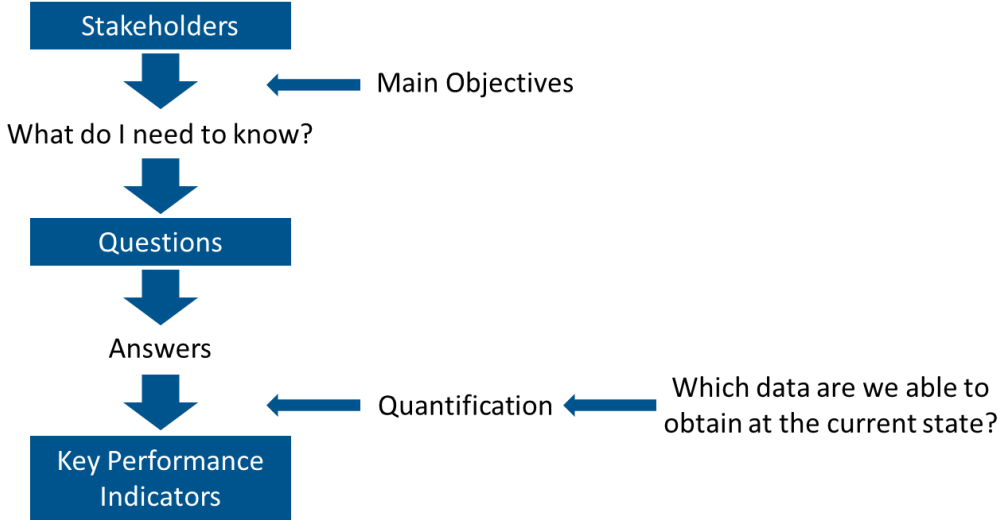 Stakeholders
Main Objectives
What do I need to know?
Questions
Answers
Quantification
Which data are we able to
obtain at the current state?
Key Performance
Indicators